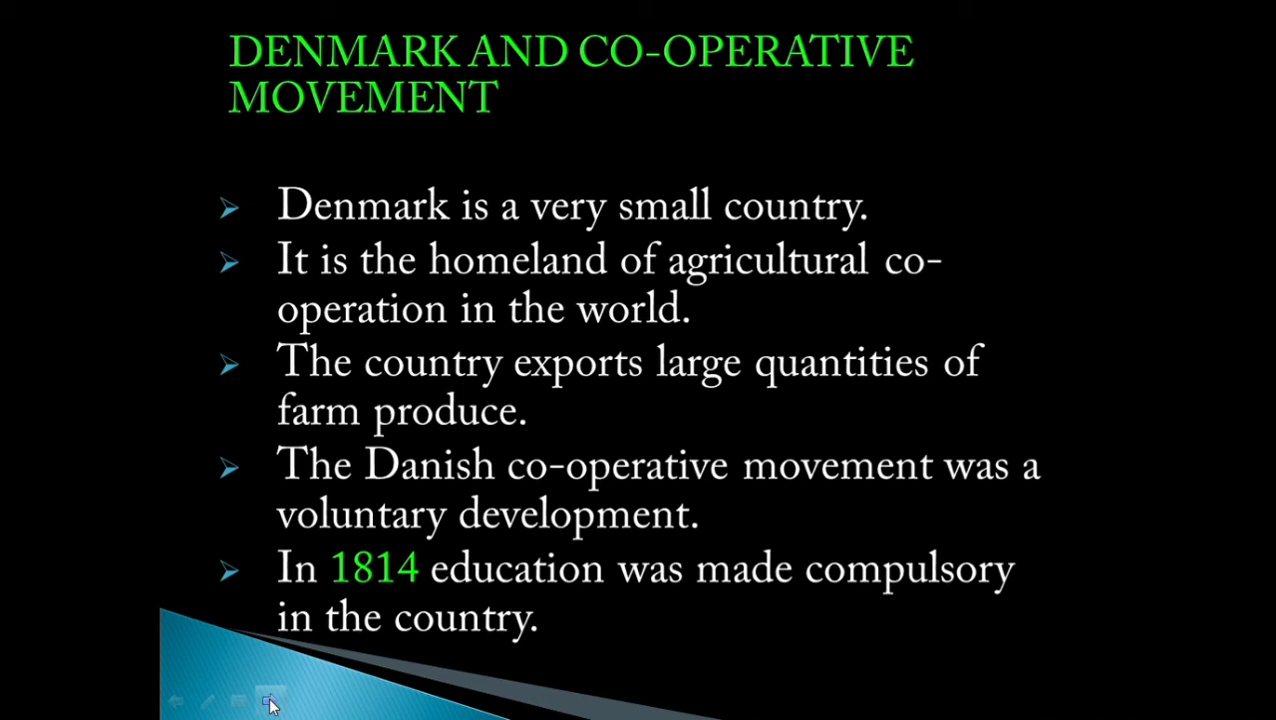 DENMARK AND CO-OPERATIVE
MOVEMENT
Denmark is a very small country.
It is the homeland of agricultural co-
operation in the world.
The country exports large quantities of
farm produce.
The Danish co-operative movement was a
voluntary development.
In 1814 education was made compulsory
in the country.